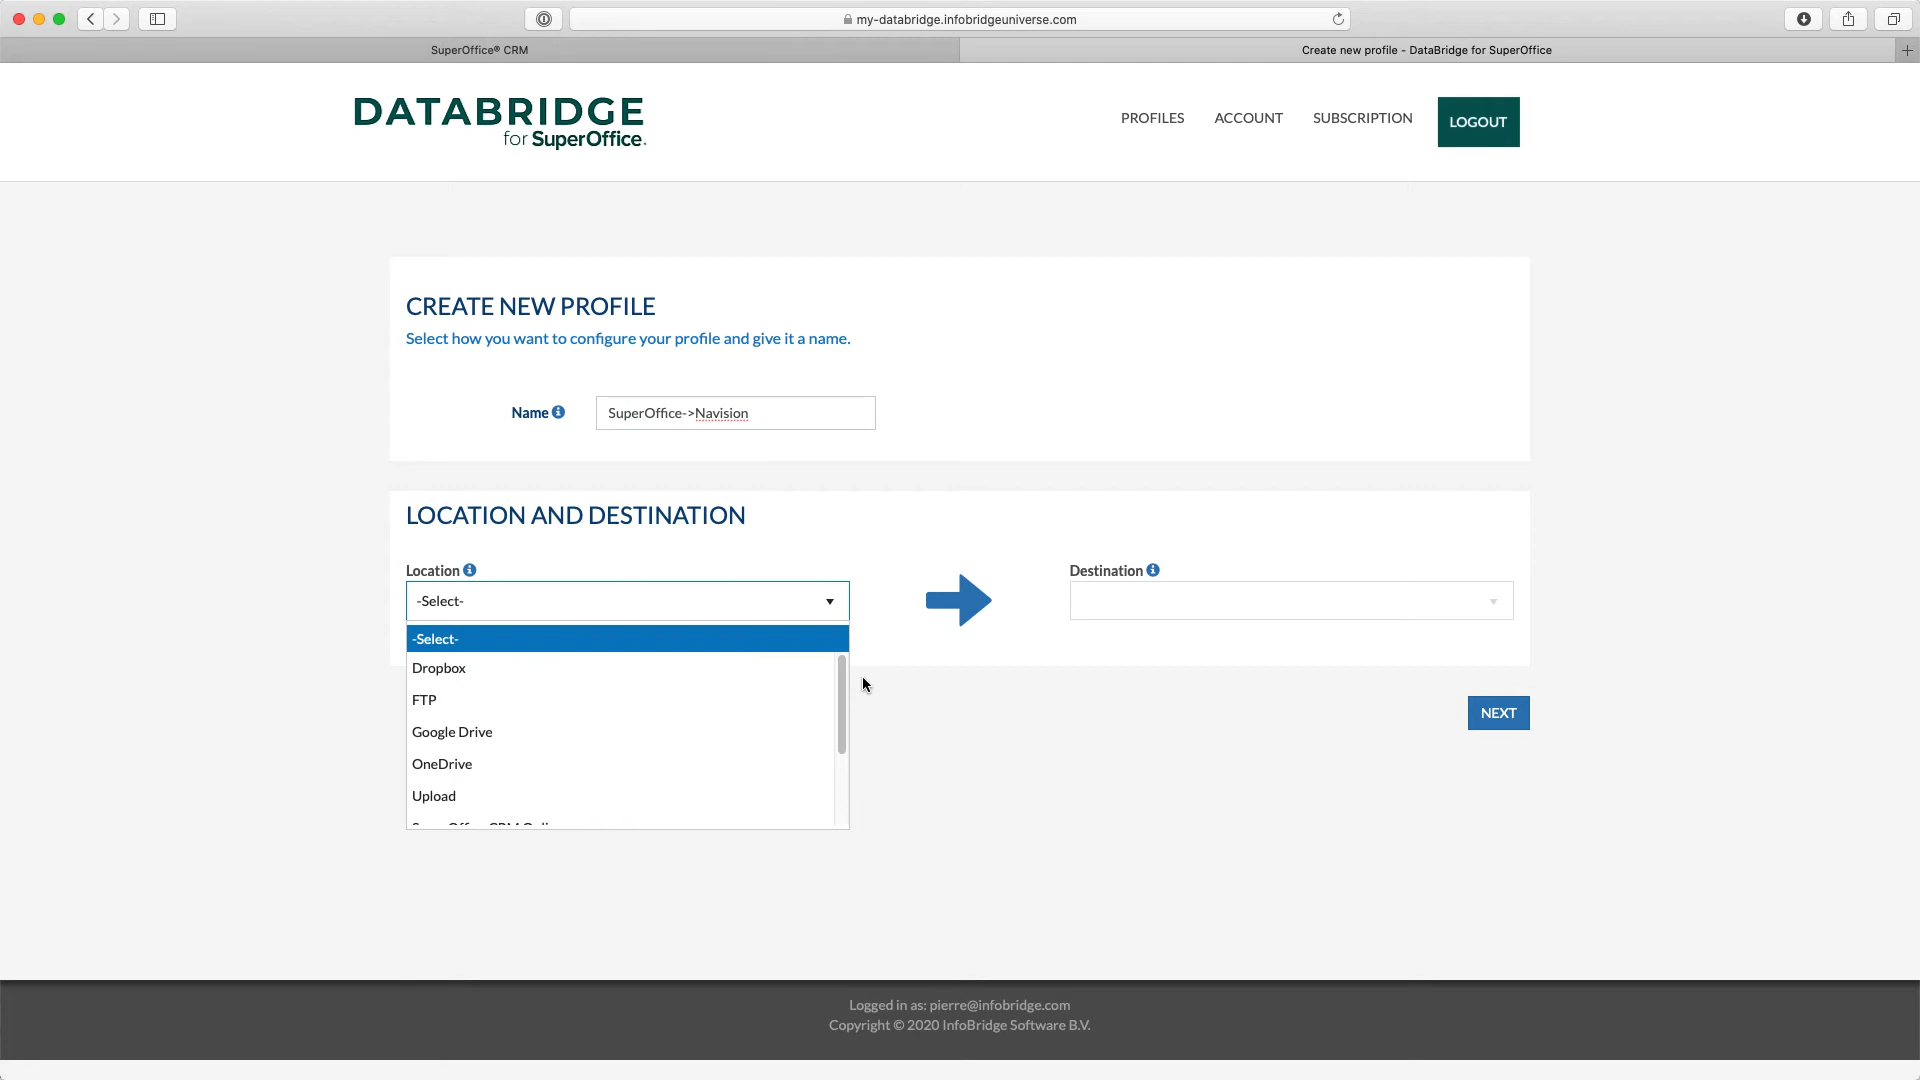 my-databridge.infobridgeuniverse.com
SuperOffice® CRM
Create new profile - DataBridge for SuperOffice
DATABRIDGE
for SuperOffice.
PROFILES
ACCOUNT
SUBSCRIPTION
LOGOUT
CREATE NEW PROFILE
Select how you want to configure your profile and give it a name.
Name
SuperOffice->Navision
LOCATION AND DESTINATION
Location
Destination
-Select-
-Select-
Dropbox
FTP
Google Drive
OneDrive
Upload
NEXT
Logged in as: pierre@infobridge.com
Copyright © 2020 InfoBridge Software B.V.